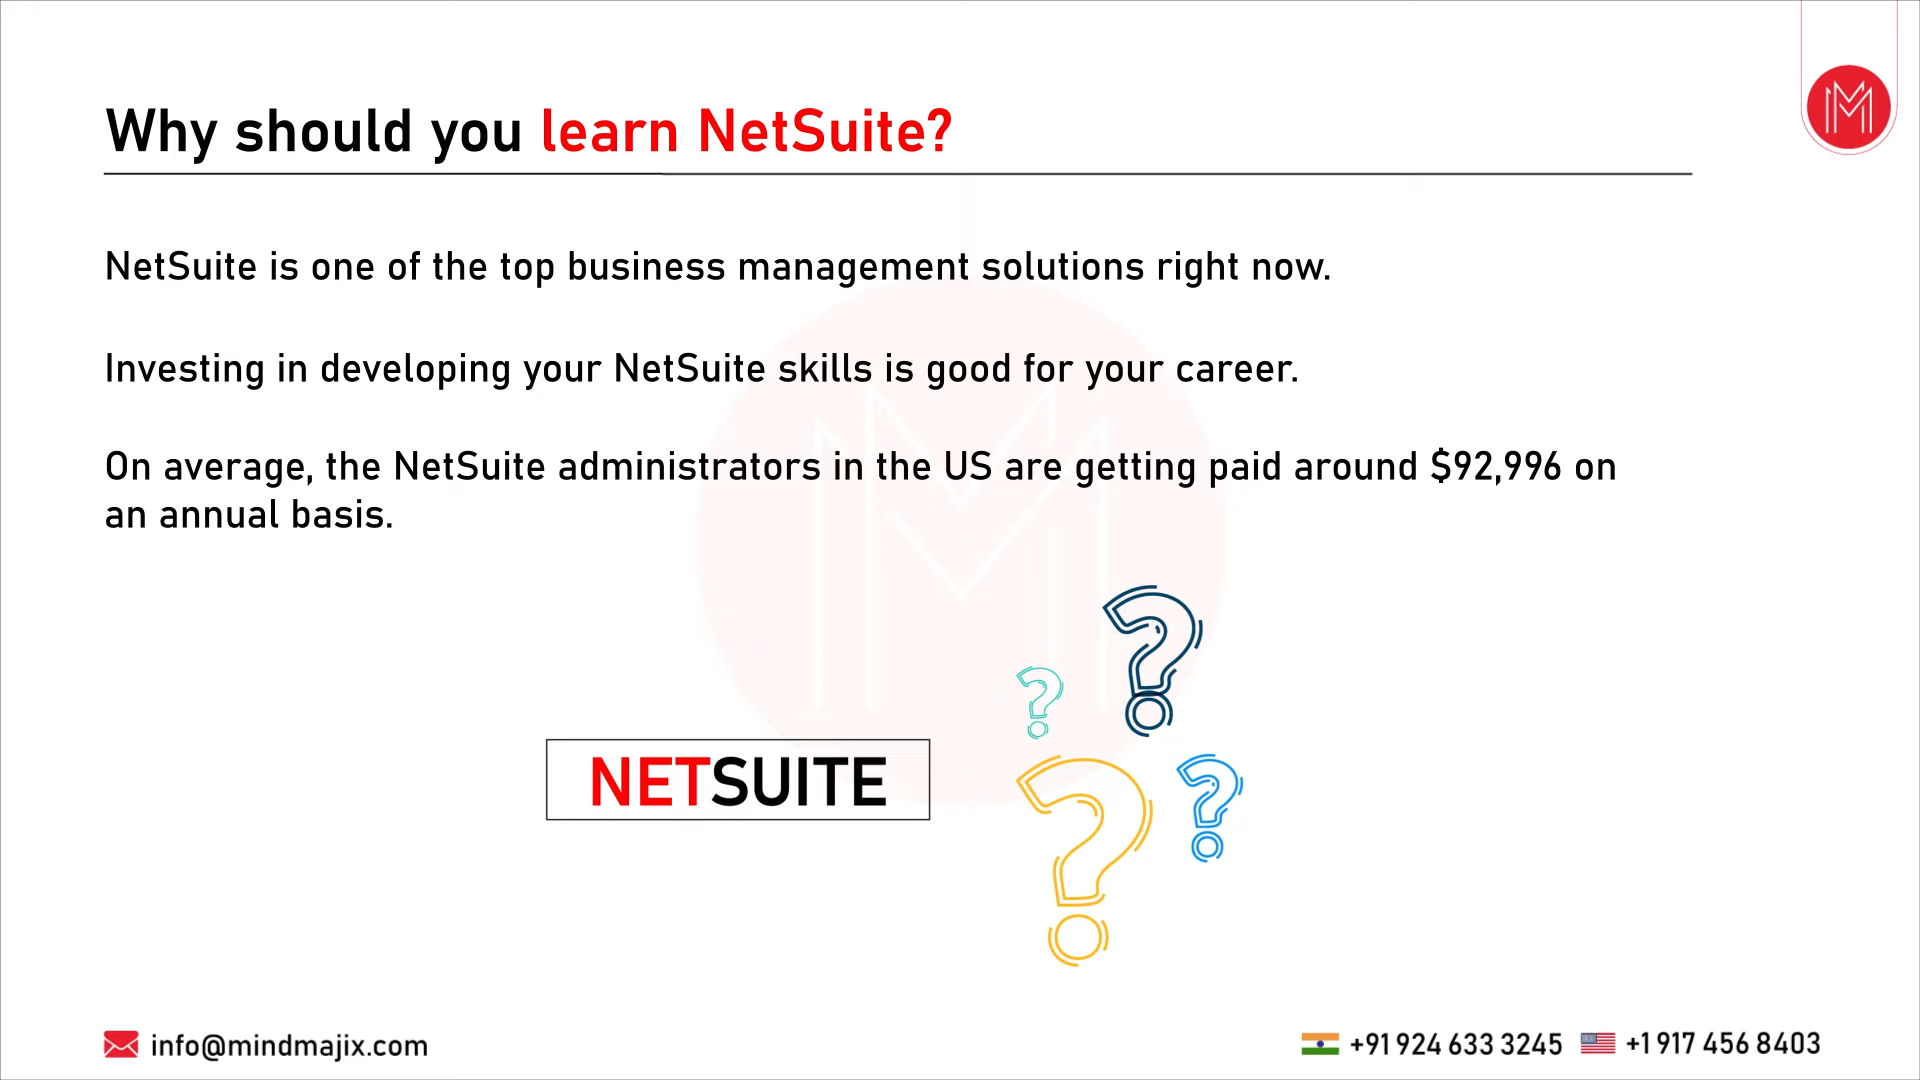 Why should you learn NetSuite?
NetSuite is one of the top business management solutions right now.
Investing in developing your NetSuite skills is good for your career.
On average, the NetSuite administrators in the US are getting paid around $92,996 on
an annual basis.
NETSUITE
info@mindmajix.com
+91 924 633 3245
+1 917 456 8403